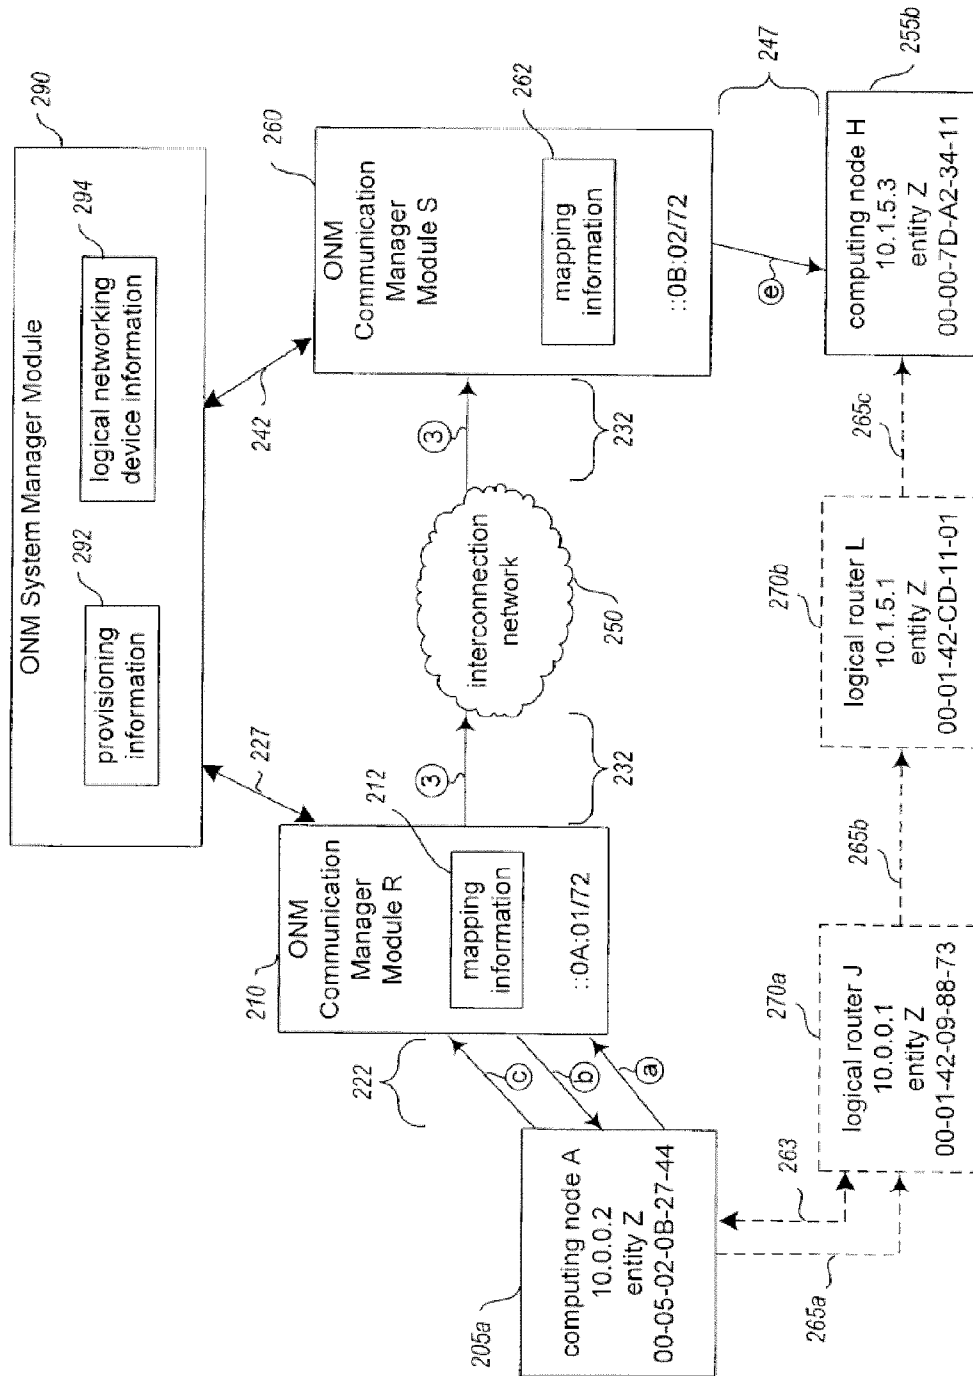 290
ONM System Manager Module
292
provisioning
information
294
logical networking
device information
227
242
210
ONM
Communication
Manager
Module R
212
mapping
information
::0A:01/72
260
ONM
Communication
Manager
Module S
262
mapping
information
::0B:02/72
3
3
232
232
interconnection
network
250
222
c
b
a
e
247
205a
computing node A
10.0.0.2
entity Z
00-05-02-0B-27-44
263
265a
270a
logical router J
10.0.0.1
entity Z
00-01-42-09-88-73
265b
270b
logical router L
10.1.5.1
entity Z
00-01-42-CD-11-01
265c
255b
computing node H
10.1.5.3
entity Z
00-00-7D-A2-34-11